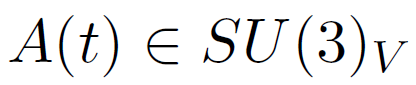 A(t) ∈ SU(3)_V